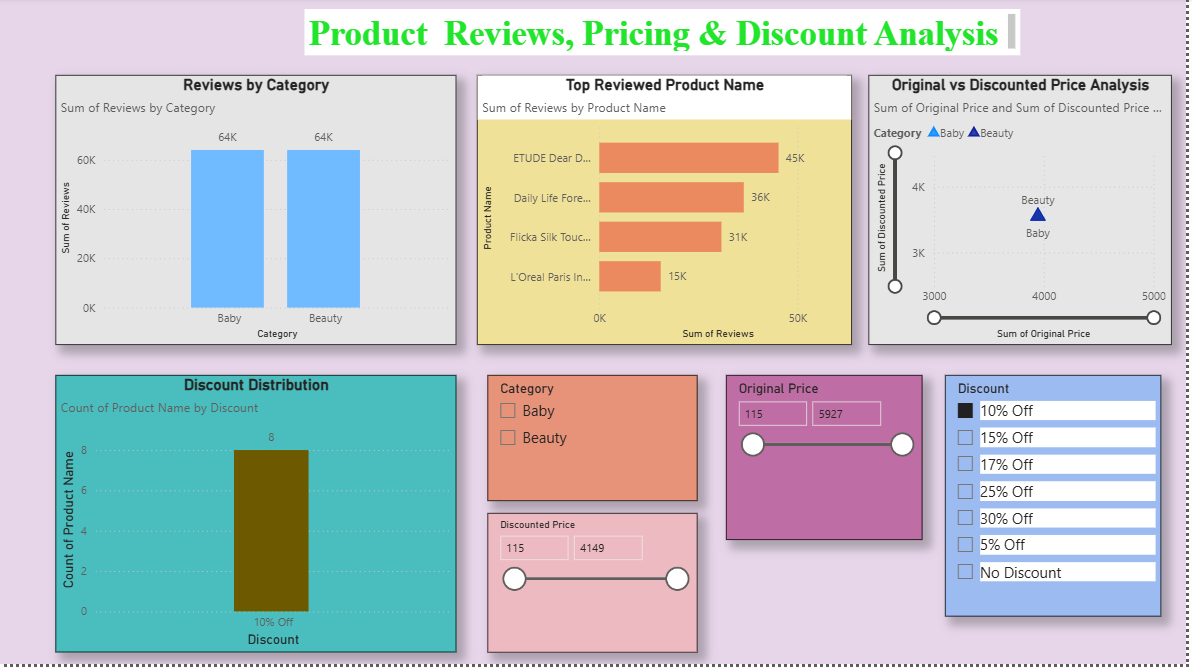 Product  Reviews, Pricing & Discount Analysis
Reviews by Category
Sum of Reviews by Category
Sum of Reviews
60K
40K
20K
0K
64K
64K
Baby
Beauty
Category
Top Reviewed Product Name
Sum of Reviews by Product Name
Product Name
ETUDE Dear D...
45K
Daily Life Fore...
36K
Flicka Silk Touc...
31K
L'Oreal Paris In...
15K
0K
50K
Sum of Reviews
Original vs Discounted Price Analysis
Sum of Original Price and Sum of Discounted Price ...
Category Baby Beauty
Sum of Discounted Price
4K
3K
Beauty
Baby
3000
4000
5000
Sum of Original Price
Discount Distribution
Count of Product Name by Discount
Count of Product Name
8
6
4
2
0
8
10% Off
Discount
Category
Baby
Beauty
Discounted Price
115
4149
Original Price
115
5927
Discount
10% Off
15% Off
17% Off
25% Off
30% Off
5% Off
No Discount